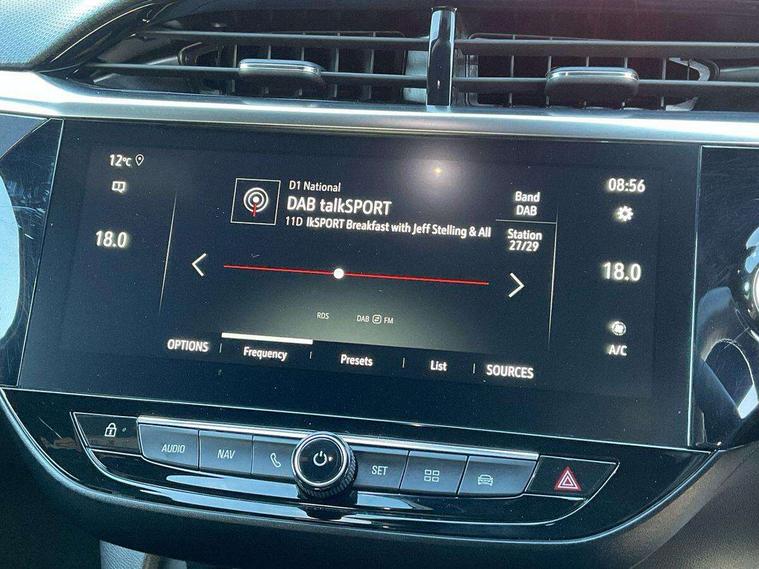 12°C
08:56
D1 National
DAB talkSPORT
11D lkSPORT Breakfast with Jeff Stelling & All
Band
DAB
Station
27/29
18.0
18.0
RDS
DAB FM
A/C
OPTIONS
Frequency
Presets
List
SOURCES
AUDIO
NAV
SET